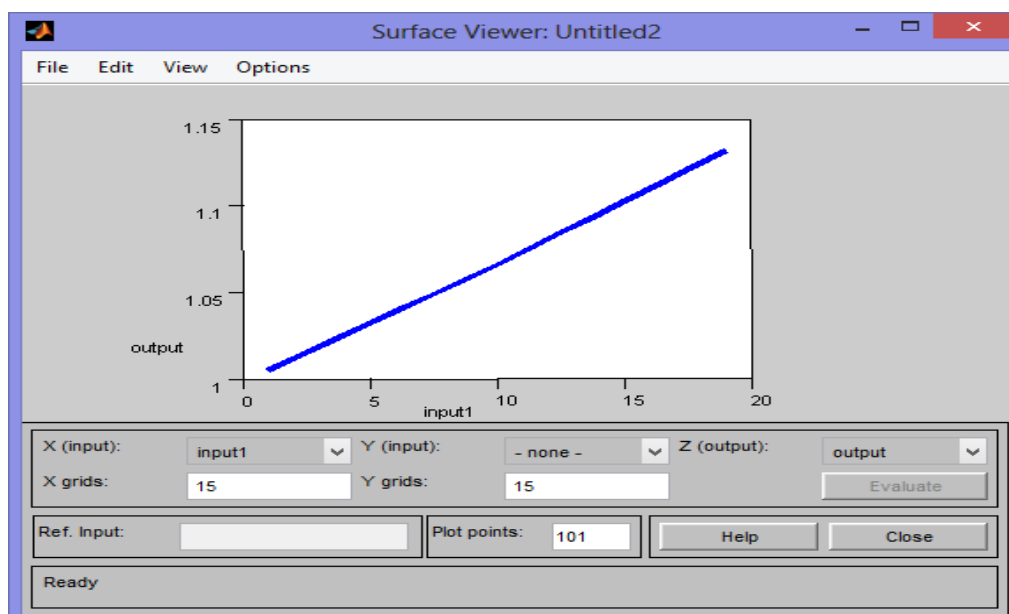 Surface Viewer: Untitled2
File Edit View Options
1.15
1.1
1.05
output
1
0 5 10 15 20
input1
X (input): input1 Y (input): - none - Z (output): output
X grids: 15 Y grids: 15 Evaluate
Ref. Input: Plot points: 101 Help Close
Ready